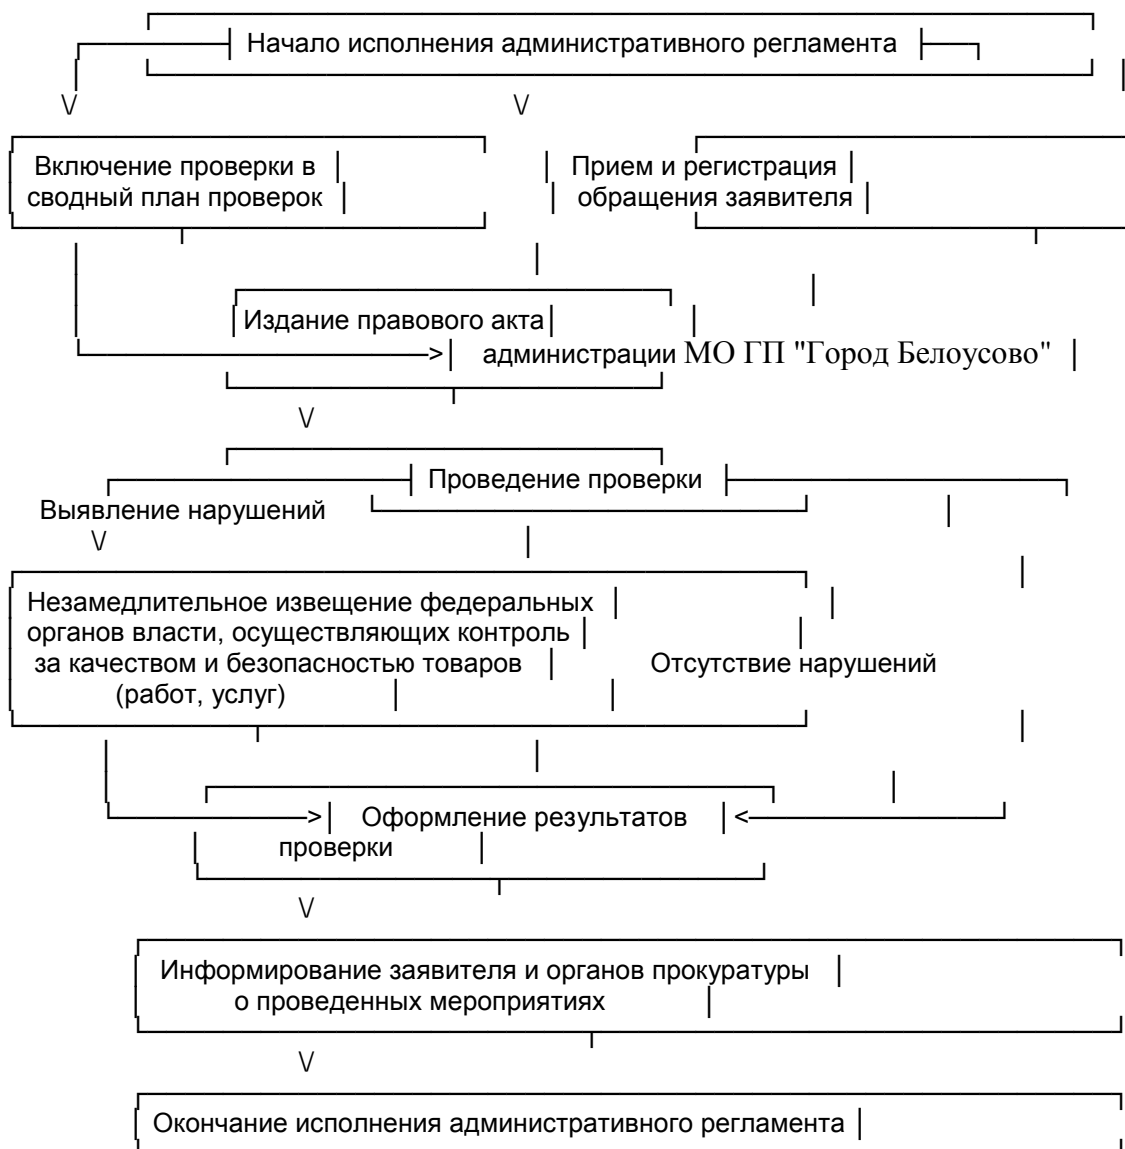 Начало исполнения административного регламента
Включение проверки в
сводный план проверок
Прием и регистрация
обращения заявителя
Издание правового акта
администрации МО ГП "Город Белоусово"
Проведение проверки
Выявление нарушений
Незамедлительное извещение федеральных
органов власти, осуществляющих контроль
за качеством и безопасностью товаров
(работ, услуг)
Отсутствие нарушений
Оформление результатов
проверки
Информирование заявителя и органов прокуратуры
о проведенных мероприятиях
Окончание исполнения административного регламента